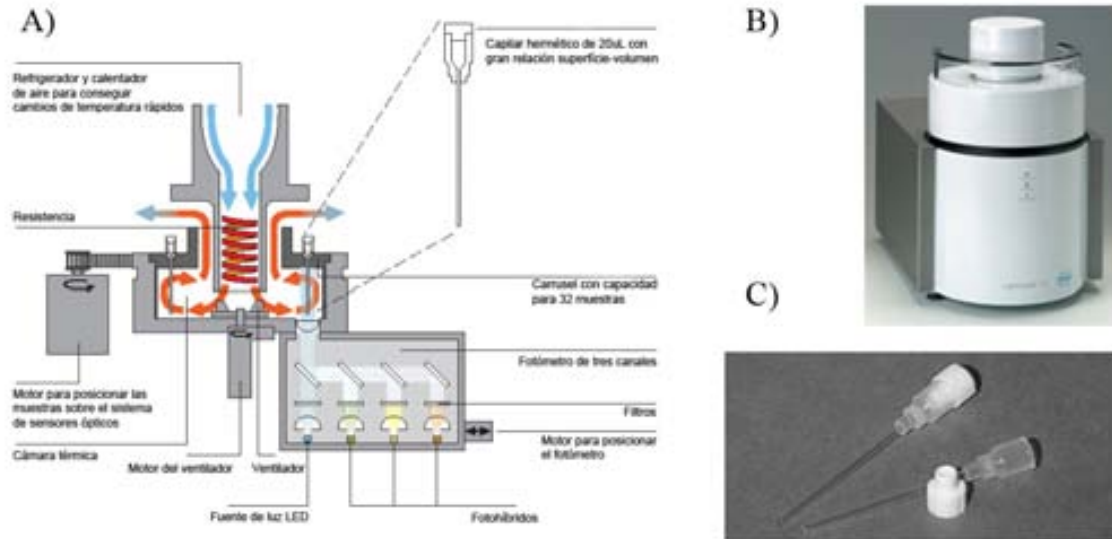 A)
Refrigerador y calentador
de aire para conseguir
cambios de temperatura rápidos
Capilar hermético de 20uL con
gran relación superficie-volumen
Resistencia
Carrusel con capacidad
para 32 muestras
Fotómetro de tres canales
Motor para posicionar las
muestras sobre el sistema
de sensores ópticos
Filtros
Motor para posicionar
el fotómetro
Cámara térmica
Motor del ventilador
Ventilador
Fuente de luz LED
Fotohíbridos
B)
C)